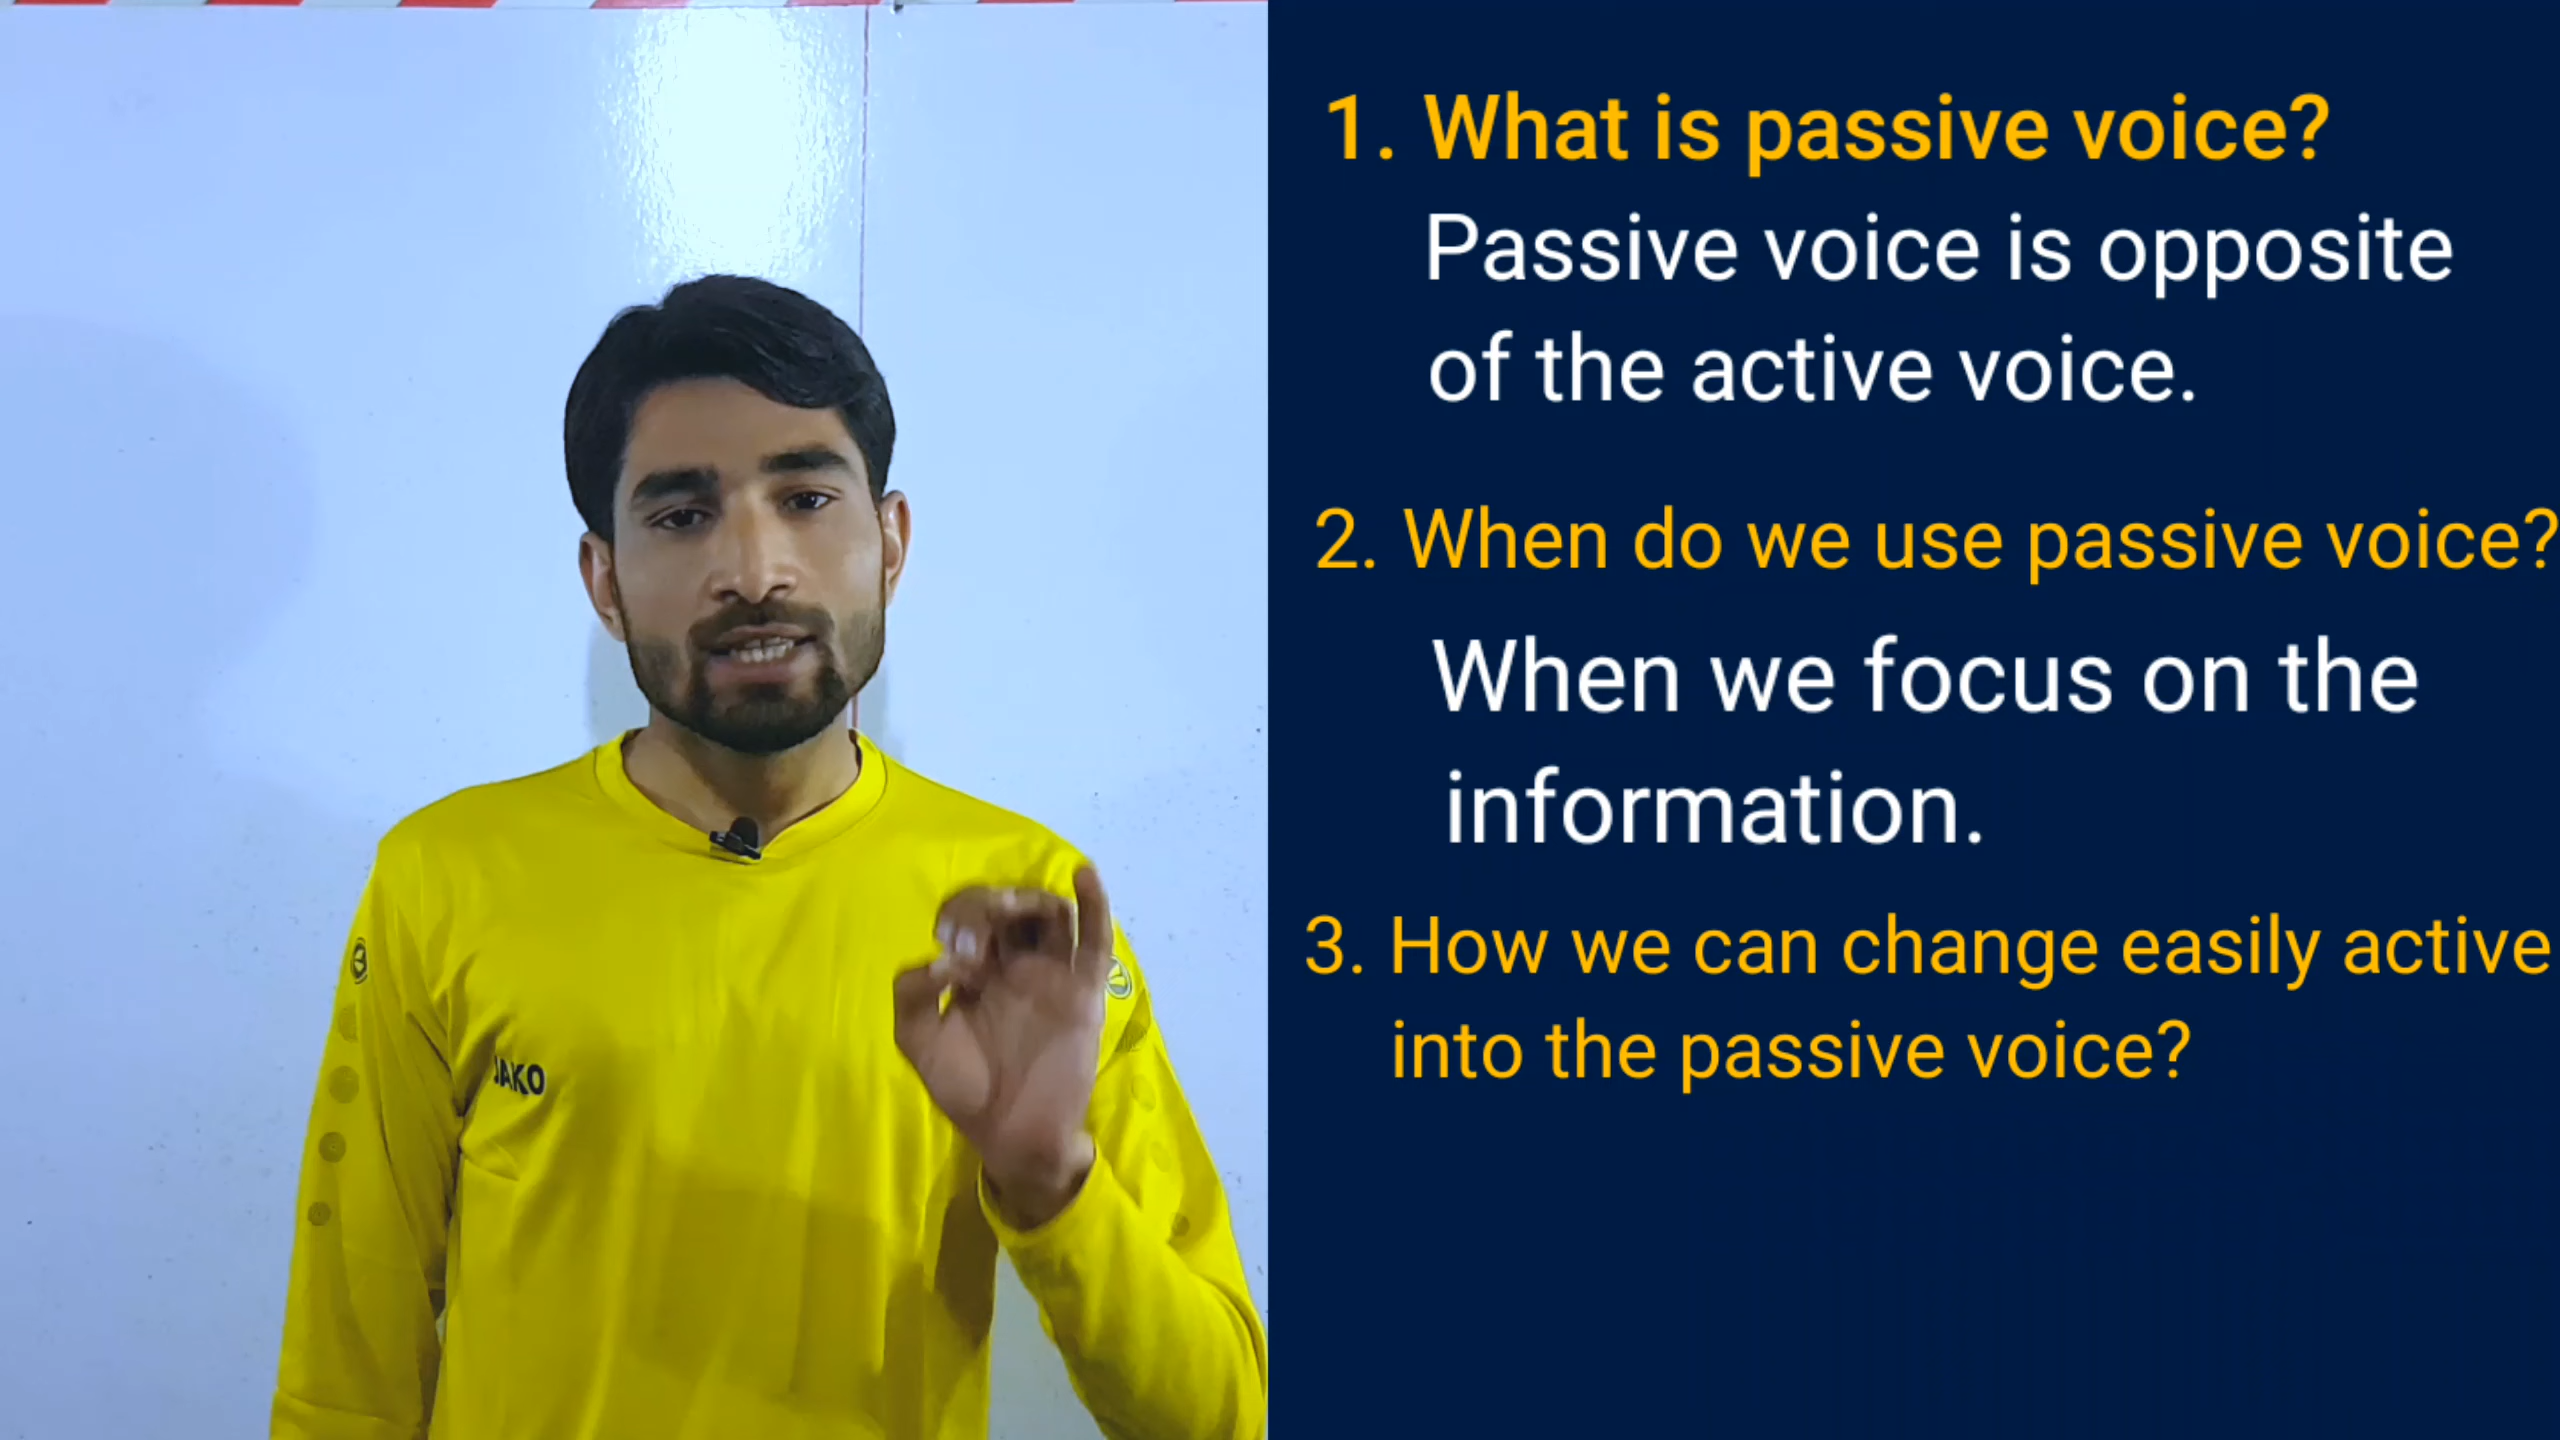 1. What is passive voice?
Passive voice is opposite
of the active voice.
2. When do we use passive voice?
When we focus on the
information.
3. How we can change easily active
into the passive voice?
JAKO